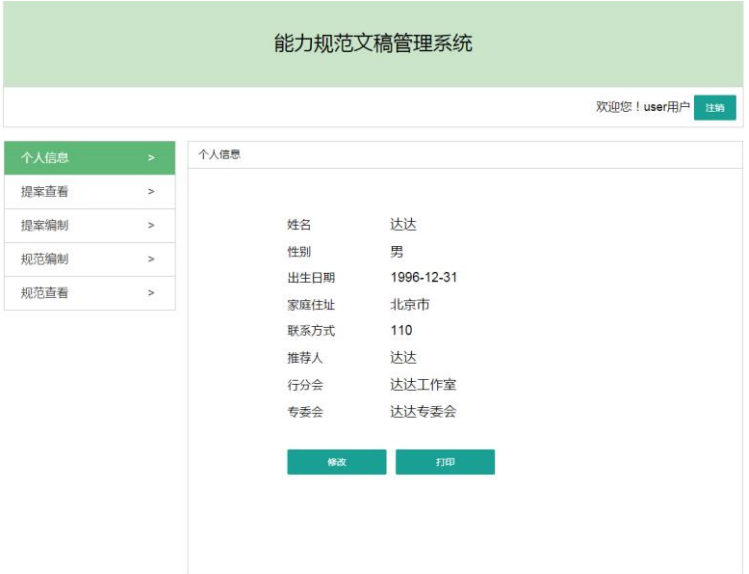 能力规范文稿管理系统
欢迎您！user用户 注销
个人信息 >
提案查看 >
提案编制 >
规范编制 >
规范查看 >
个人信息
姓名 达达
性别 男
出生日期 1996-12-31
家庭住址 北京市
联系方式 110
推荐人 达达
行分会 达达工作室
专委会 达达专委会
修改 打印